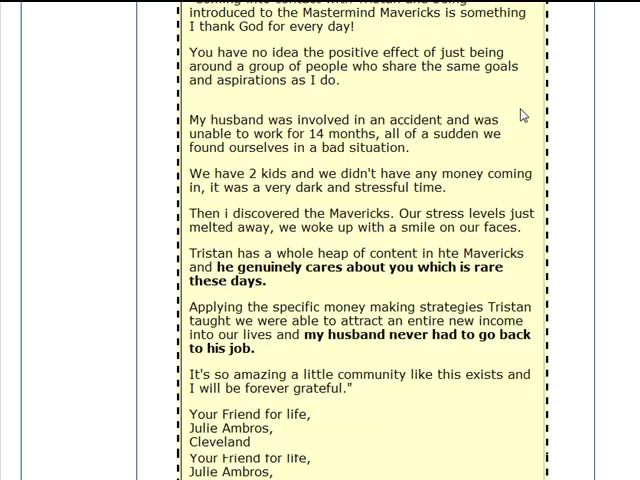 "Coming into contact with Tristan and being
introduced to the Mastermind Mavericks is something
I thank God for every day!
You have no idea the positive effect of just being
around a group of people who share the same goals
and aspirations as I do.
My husband was involved in an accident and was
unable to work for 14 months, all of a sudden we
found ourselves in a bad situation.
We have 2 kids and we didn't have any money coming
in, it was a very dark and stressful time.
Then i discovered the Mavericks. Our stress levels just
melted away, we woke up with a smile on our faces.
Tristan has a whole heap of content in hte Mavericks
and he genuinely cares about you which is rare
these days.
Applying the specific money making strategies Tristan
taught we were able to attract an entire new income
into our lives and my husband never had to go back
to his job.
It's so amazing a little community like this exists and
I will be forever grateful."
Your Friend for life,
Julie Ambros,
Cleveland
Your Friend for life,
Julie Ambros,